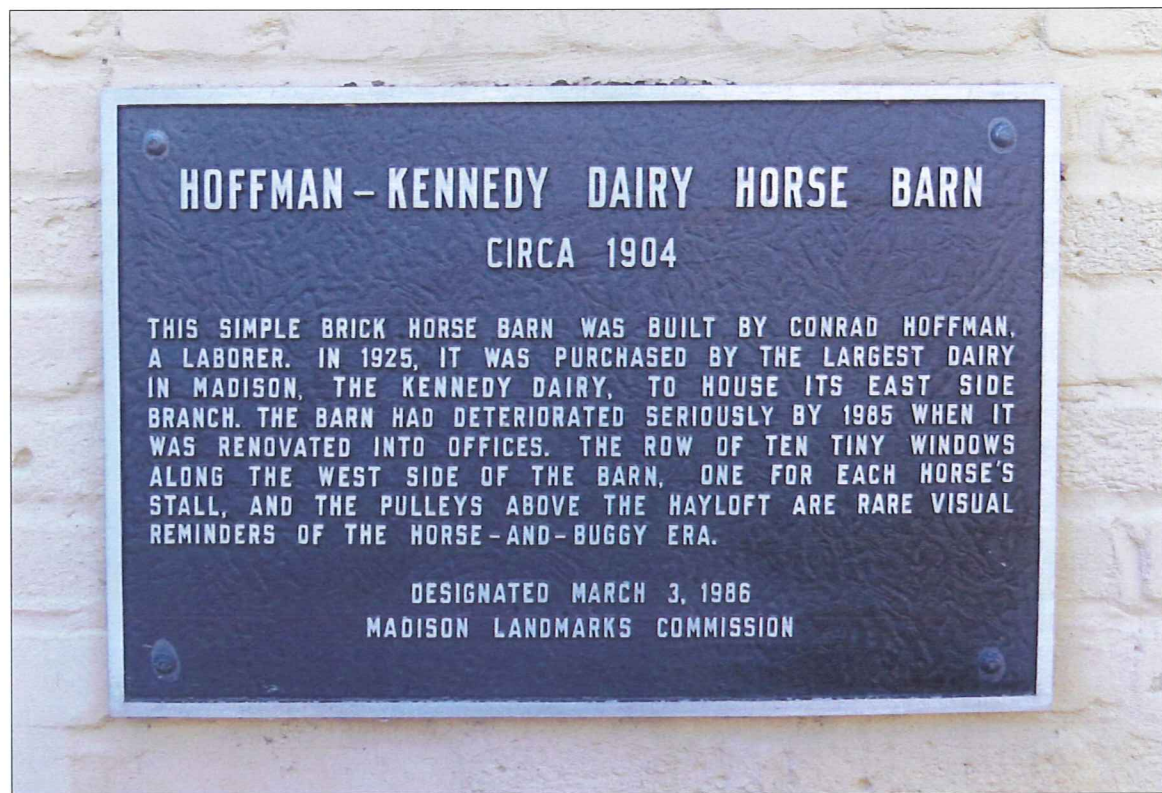 HOFFMAN-KENNEDY DAIRY HORSE BARN
CIRCA 1904
THIS SIMPLE BRICK HORSE BARN WAS BUILT BY CONRAD HOFFMAN,
A LABORER. IN 1925, IT WAS PURCHASED BY THE LARGEST DAIRY
IN MADISON, THE KENNEDY DAIRY, TO HOUSE ITS EAST SIDE
BRANCH. THE BARN HAD DETERIORATED SERIOUSLY BY 1985 WHEN IT
WAS RENOVATED INTO OFFICES. THE ROW OF TEN TINY WINDOWS
ALONG THE WEST SIDE OF THE BARN, ONE FOR EACH HORSE'S
STALL, AND THE PULLEYS ABOVE THE HAYLOFT ARE RARE VISUAL
REMINDERS OF THE HORSE-AND-BUGGY ERA.
DESIGNATED MARCH 3, 1986
MADISON LANDMARKS COMMISSION